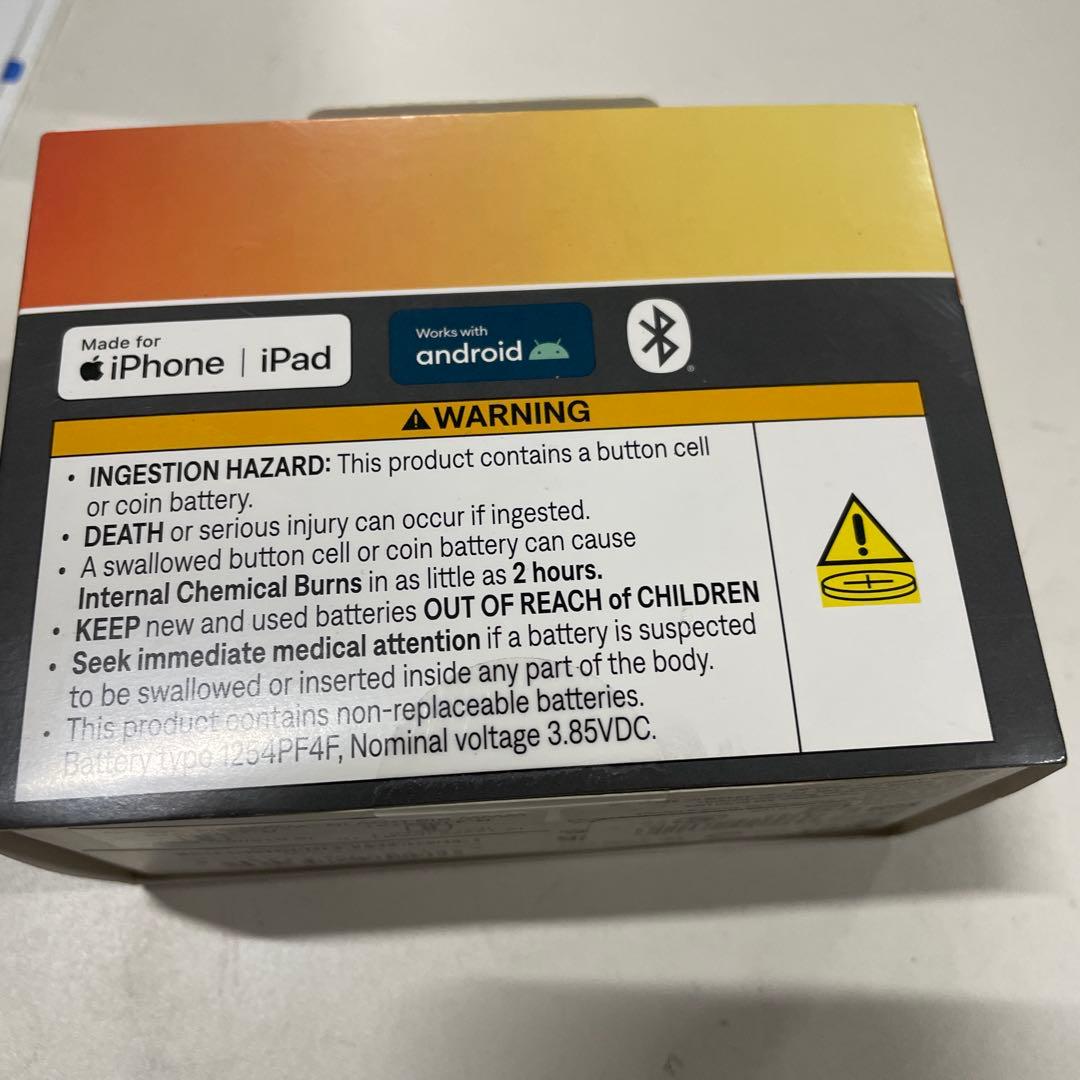 Made for
iPhone | iPad
Works with
android
®
WARNING
• INGESTION HAZARD: This product contains a button cell
or coin battery.
• DEATH or serious injury can occur if ingested.
• A swallowed button cell or coin battery can cause
Internal Chemical Burns in as little as 2 hours.
• KEEP new and used batteries OUT OF REACH of CHILDREN
• Seek immediate medical attention if a battery is suspected
to be swallowed or inserted inside any part of the body.
• This product contains non-replaceable batteries.
Battery type 1254PF4F, Nominal voltage 3.85VDC.